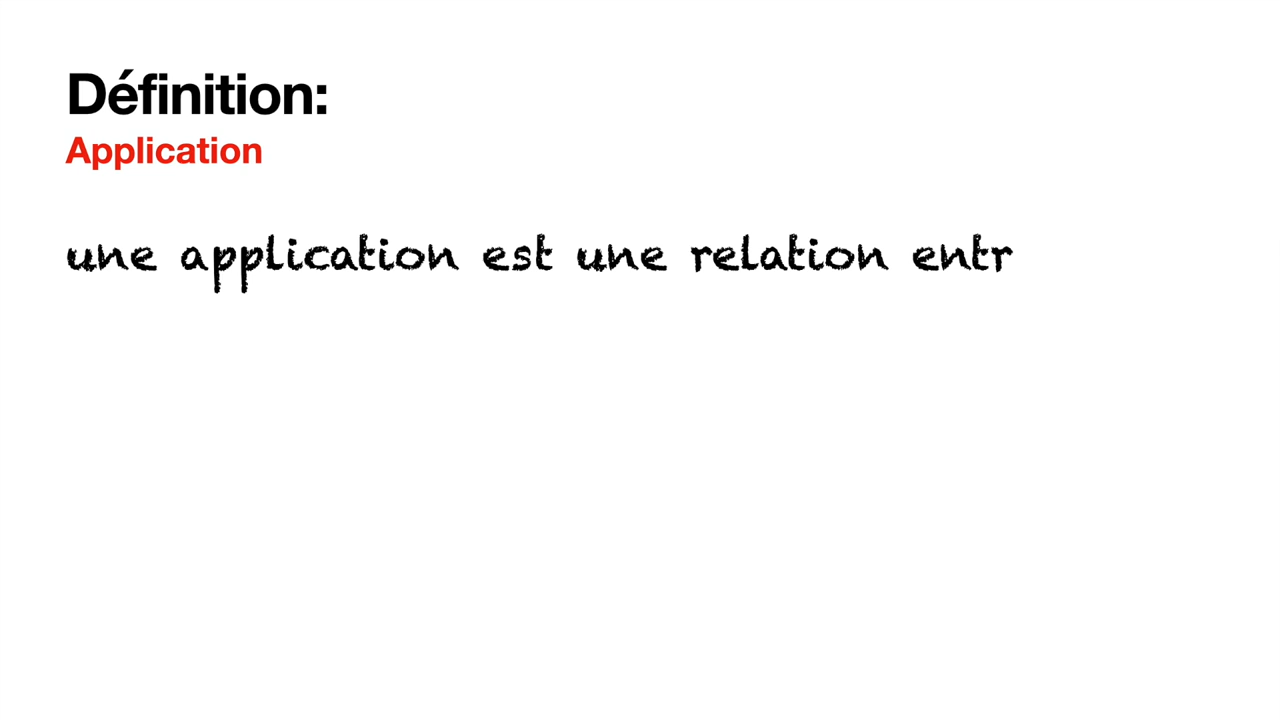 Définition:
Application
une application est une relation entr